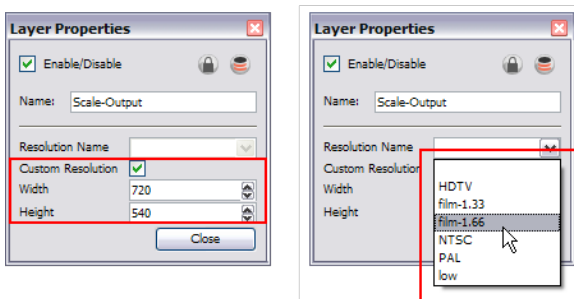 Layer Properties
Enable/Disable
Name: Scale-Output
Resolution Name
Custom Resolution
Width 720
Height 540
Close
Layer Properties
Enable/Disable
Name: Scale-Output
Resolution Name
Custom Resolution
Width
Height
HDTV
film-1.33
film-1.66
NTSC
PAL
low